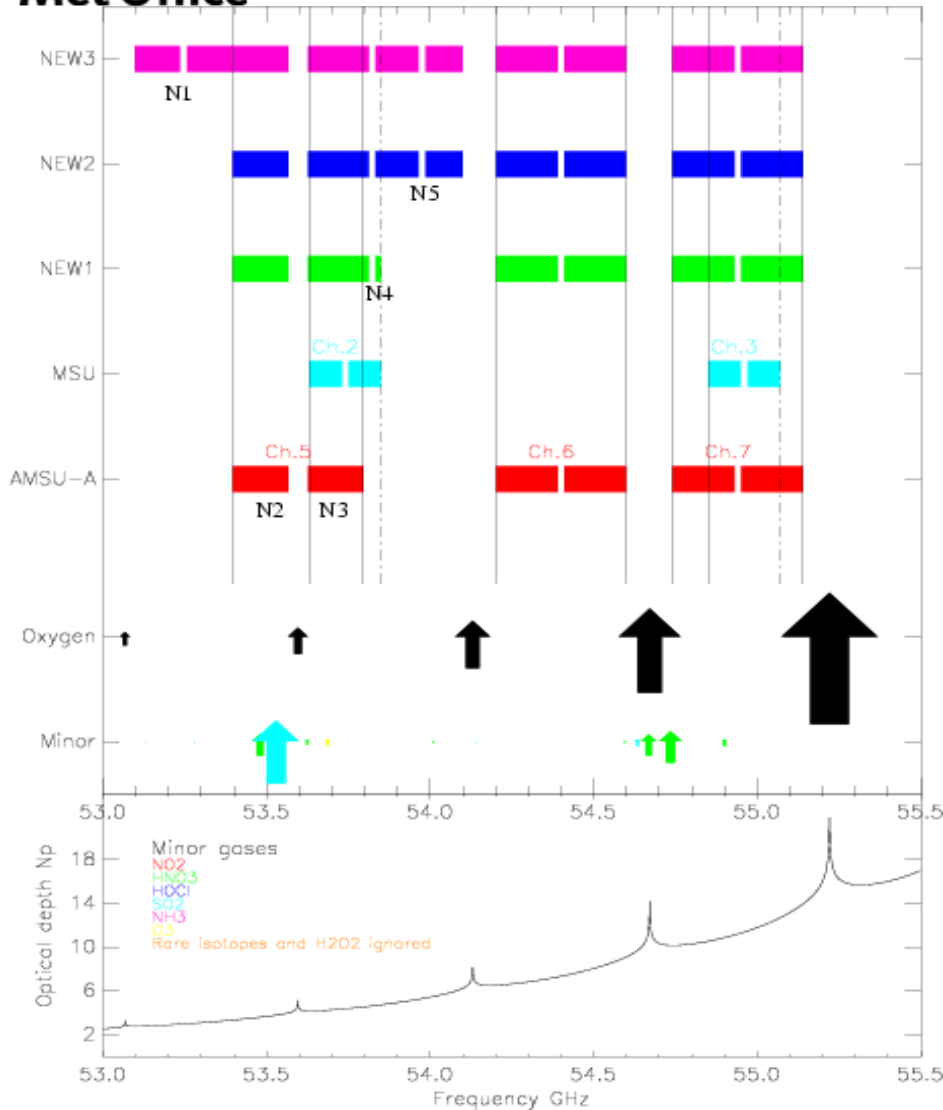 Met Office
NEW3
N1
NEW2
N5
NEW1
N4
Ch.2 Ch.3
MSU
Ch.5 Ch.6 Ch.7
AMSU-A
N2 N3
Oxygen
Minor
53.0 53.5 54.0 54.5 55.0 55.5
Optical depth Np
18
14
10
6
2
Minor gases
NO2
HNO3
HOCl
SO2
NH3
O3
Rare isotopes and H2O2 ignored
53.0 53.5 54.0 54.5 55.0 55.5
Frequency GHz